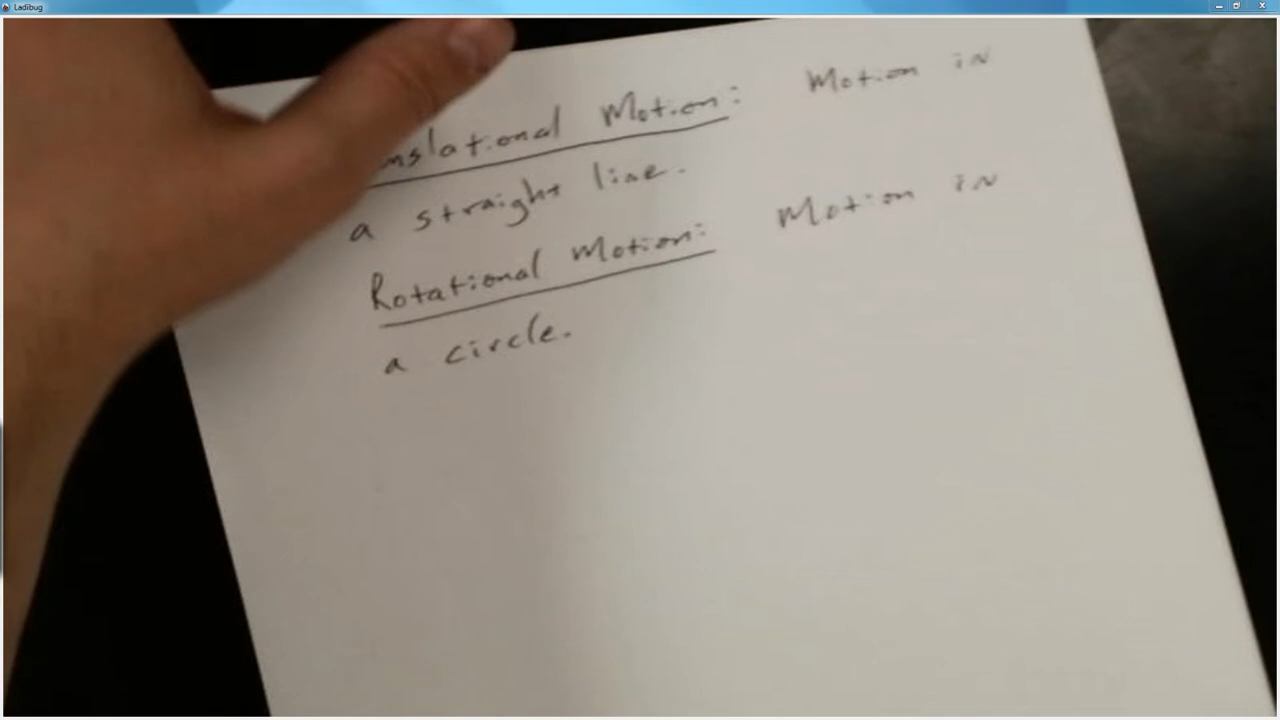 Ladibug
nslational Motion: Motion in
a straight line.
Rotational Motion: Motion in
a circle.